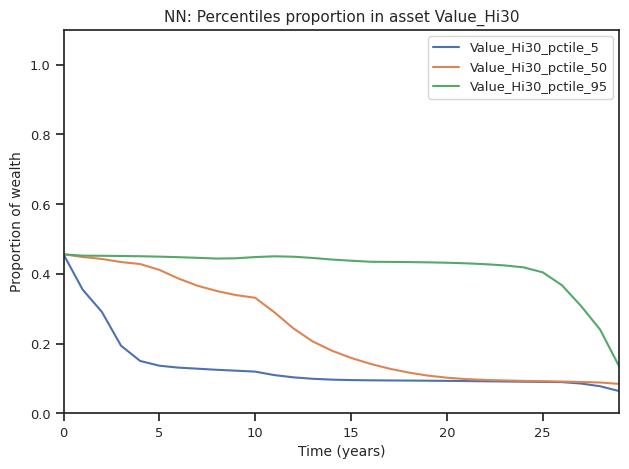 NN: Percentiles proportion in asset Value_Hi30
Value_Hi30_pctile_5
Value_Hi30_pctile_50
Value_Hi30_pctile_95
Proportion of wealth
1.0
0.8
0.6
0.4
0.2
0.0
0 5 10 15 20 25
Time (years)